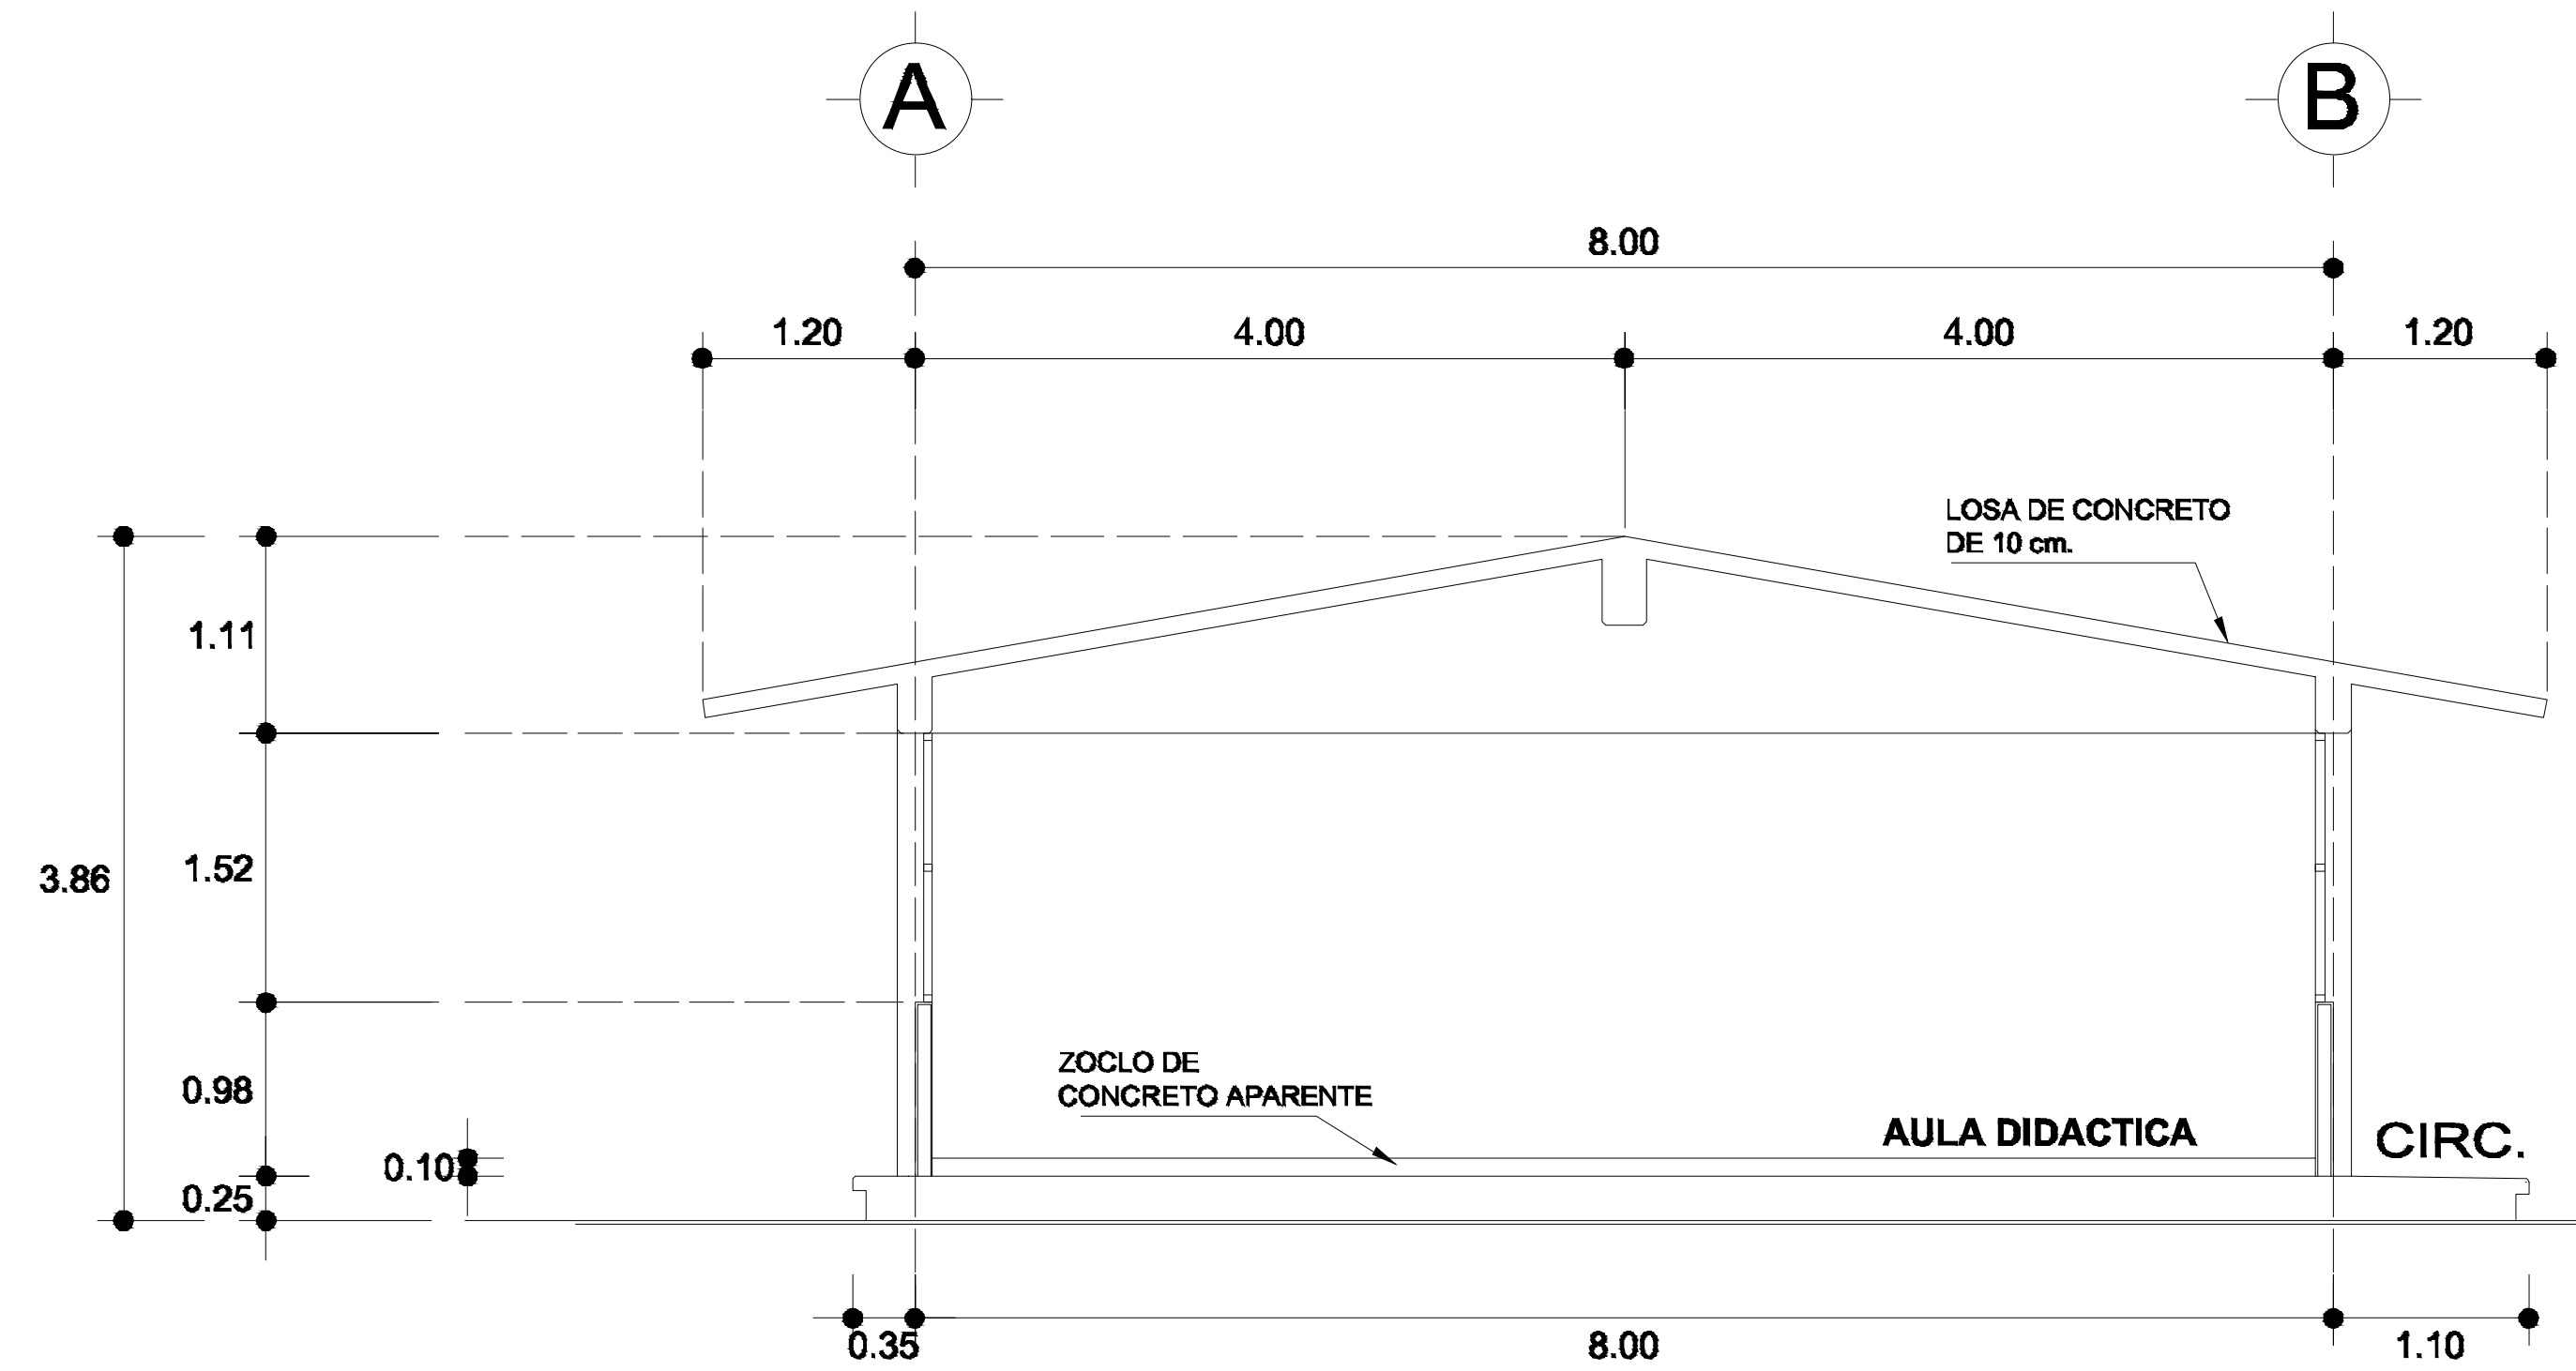 A
B
8.00
1.20
4.00
4.00
1.20
LOSA DE CONCRETO
DE 10 cm.
1.11
3.86
1.52
0.98
ZOCLO DE
CONCRETO APARENTE
AULA DIDACTICA
CIRC.
0.10
0.25
0.35
8.00
1.10